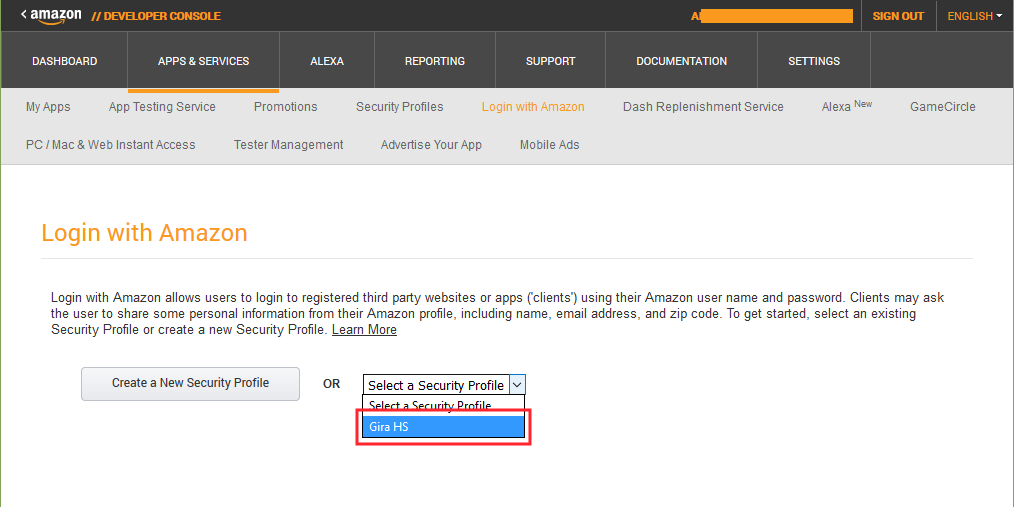 amazon // DEVELOPER CONSOLE SIGN OUT ENGLISH
DASHBOARD APPS & SERVICES ALEXA REPORTING SUPPORT DOCUMENTATION SETTINGS
My Apps App Testing Service Promotions Security Profiles Login with Amazon Dash Replenishment Service Alexa New GameCircle
PC / Mac & Web Instant Access Tester Management Advertise Your App Mobile Ads
Login with Amazon
Login with Amazon allows users to login to registered third party websites or apps ('clients') using their Amazon user name and password. Clients may ask
the user to share some personal information from their Amazon profile, including name, email address, and zip code. To get started, select an existing
Security Profile or create a new Security Profile. Learn More
Create a New Security Profile OR Select a Security Profile
Select a Security Profile
Gira HS